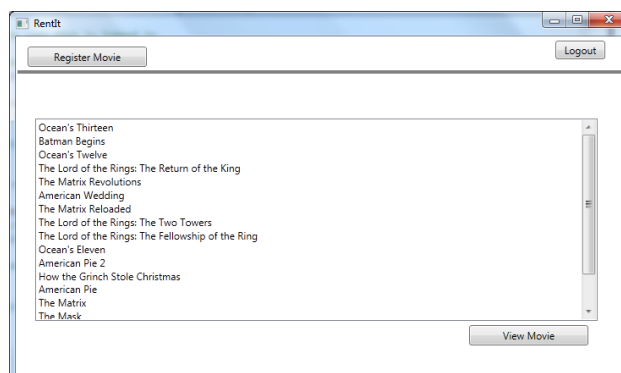 RentIt
Register Movie
Logout
Ocean's Thirteen
Batman Begins
Ocean's Twelve
The Lord of the Rings: The Return of the King
The Matrix Revolutions
American Wedding
The Matrix Reloaded
The Lord of the Rings: The Two Towers
The Lord of the Rings: The Fellowship of the Ring
Ocean's Eleven
American Pie 2
How the Grinch Stole Christmas
American Pie
The Matrix
The Mask
View Movie